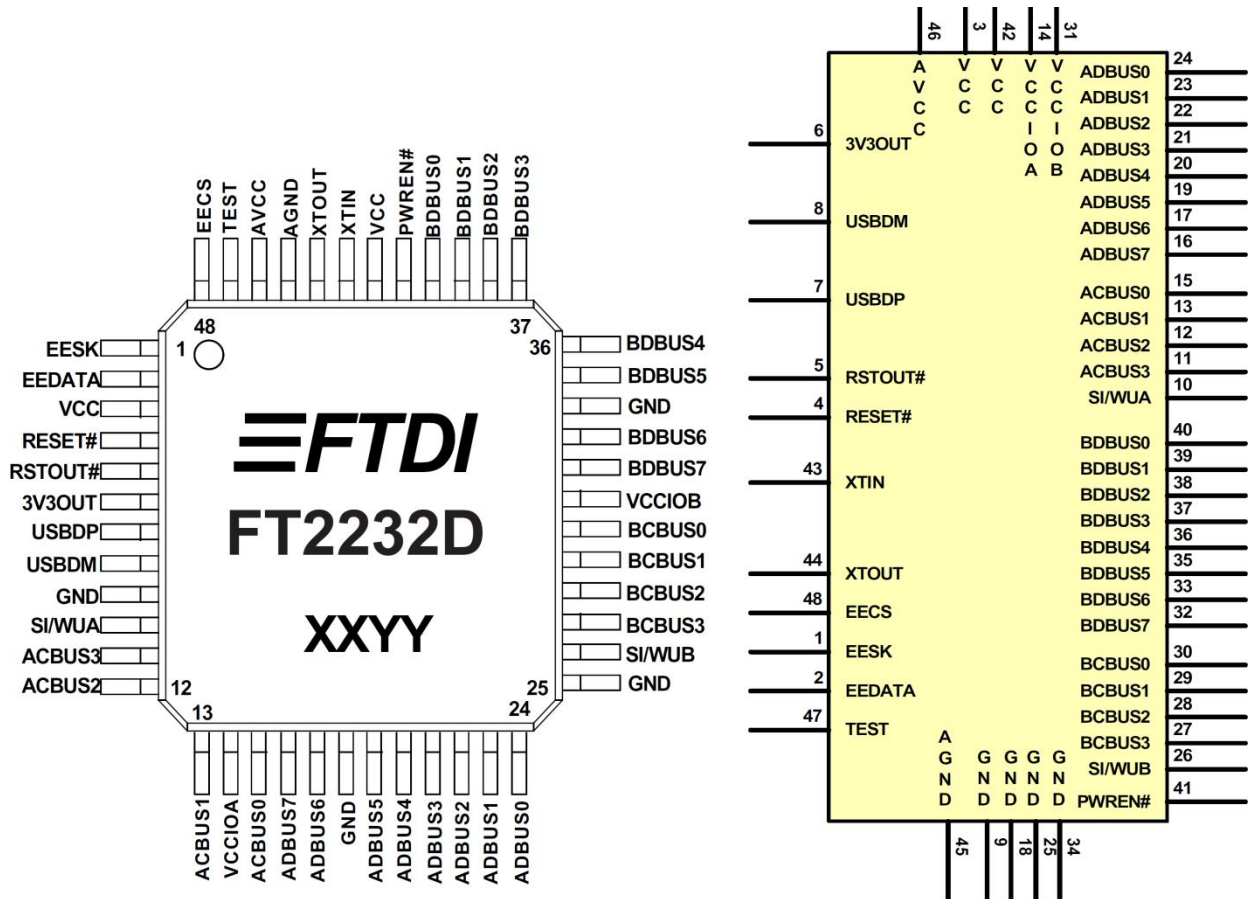 EECS
TEST
AVCC
AGND
XTOUT
XTIN
VCC
PWREN#
BDBUS0
BDBUS1
BDBUS2
BDBUS3
48
37
1
36
EESK
EEDATA
VCC
RESET#
RSTOUT#
3V3OUT
USBDP
USBDM
GND
SI/WUA
ACBUS3
ACBUS2
FTDI
FT2232D
XXYY
BDBUS4
BDBUS5
GND
BDBUS6
BDBUS7
VCCIOB
BCBUS0
BCBUS1
BCBUS2
BCBUS3
SI/WUB
GND
12
25
13
24
ACBUS1
VCCIOA
ACBUS0
ADBUS7
ADBUS6
GND
ADBUS5
ADBUS4
ADBUS3
ADBUS2
ADBUS1
ADBUS0
46
3
42
14
31
AVCC
VCC
VCC
VCCIOA
VCCIOB
6 3V3OUT
8 USBDM
7 USBDP
5 RSTOUT#
4 RESET#
43 XTIN
44 XTOUT
48 EECS
1 EESK
2 EEDATA
47 TEST
ADBUS0 24
ADBUS1 23
ADBUS2 22
ADBUS3 21
ADBUS4 20
ADBUS5 19
ADBUS6 17
ADBUS7 16
ACBUS0 15
ACBUS1 13
ACBUS2 12
ACBUS3 11
SI/WUA 10
BDBUS0 40
BDBUS1 39
BDBUS2 38
BDBUS3 37
BDBUS4 36
BDBUS5 35
BDBUS6 33
BDBUS7 32
BCBUS0 30
BCBUS1 29
BCBUS2 28
BCBUS3 27
SI/WUB 26
PWREN# 41
AGND
GND
GND
GND
GND
45
9
18
25
34